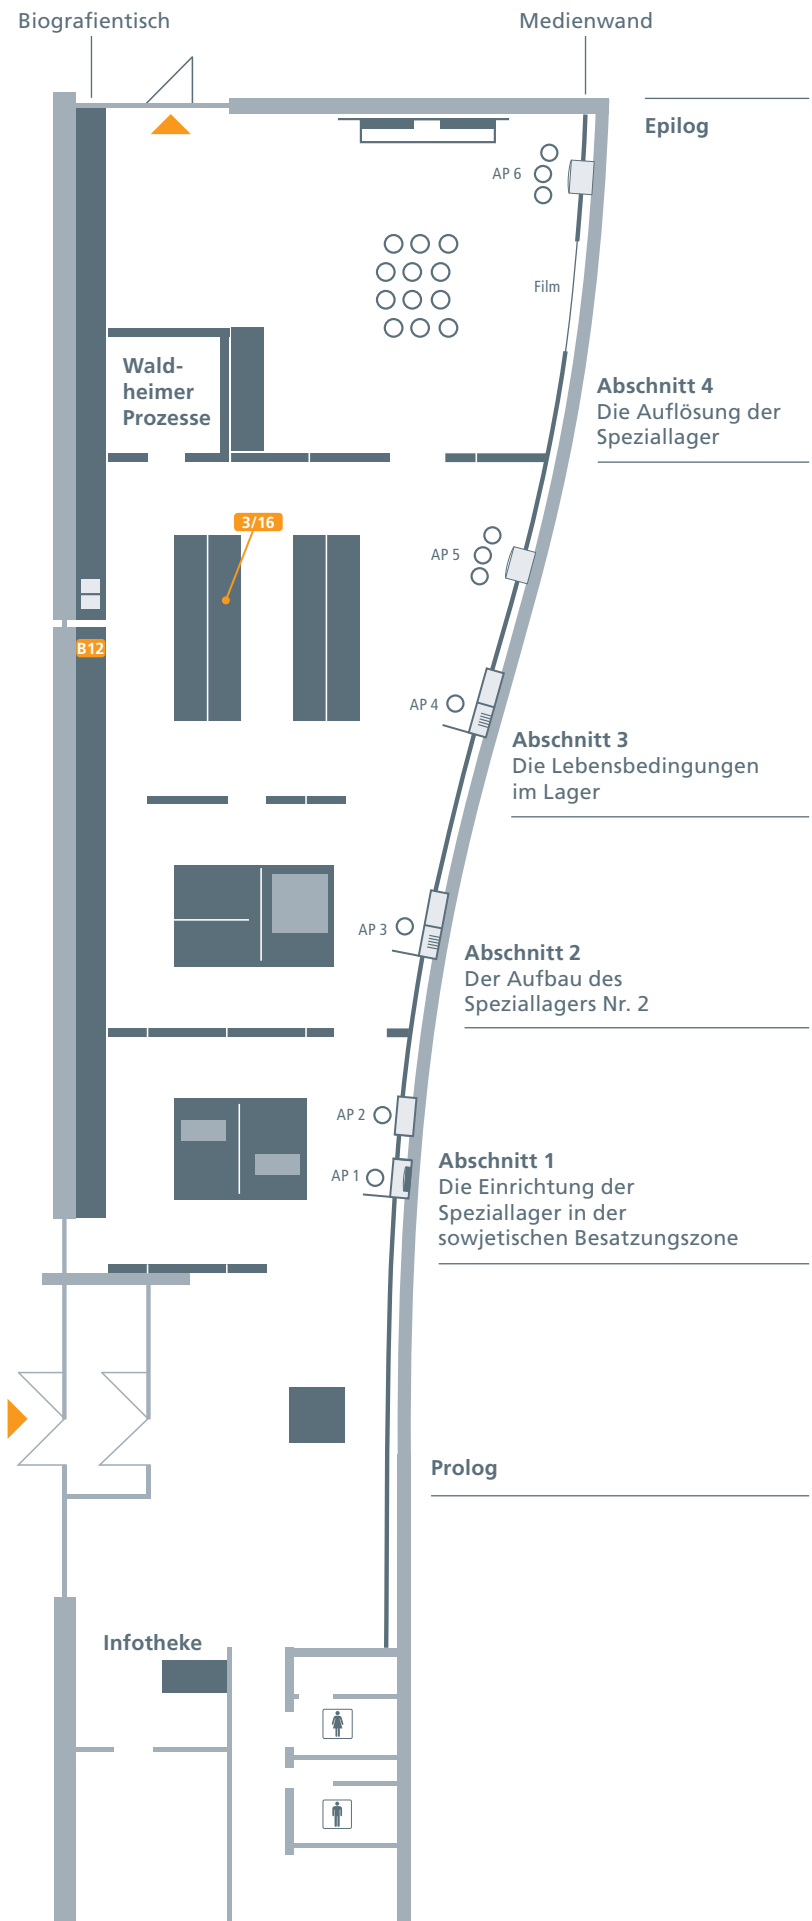 Biografientisch
Medienwand
Epilog
AP 6
Film
Wald-
heimer
Prozesse
Abschnitt 4
Die Auflösung der
Speziallager
3/16
AP 5
B12
AP 4
Abschnitt 3
Die Lebensbedingungen
im Lager
AP 3
Abschnitt 2
Der Aufbau des
Speziallagers Nr. 2
AP 2
AP 1
Abschnitt 1
Die Einrichtung der
Speziallager in der
sowjetischen Besatzungszone
Prolog
Infotheke